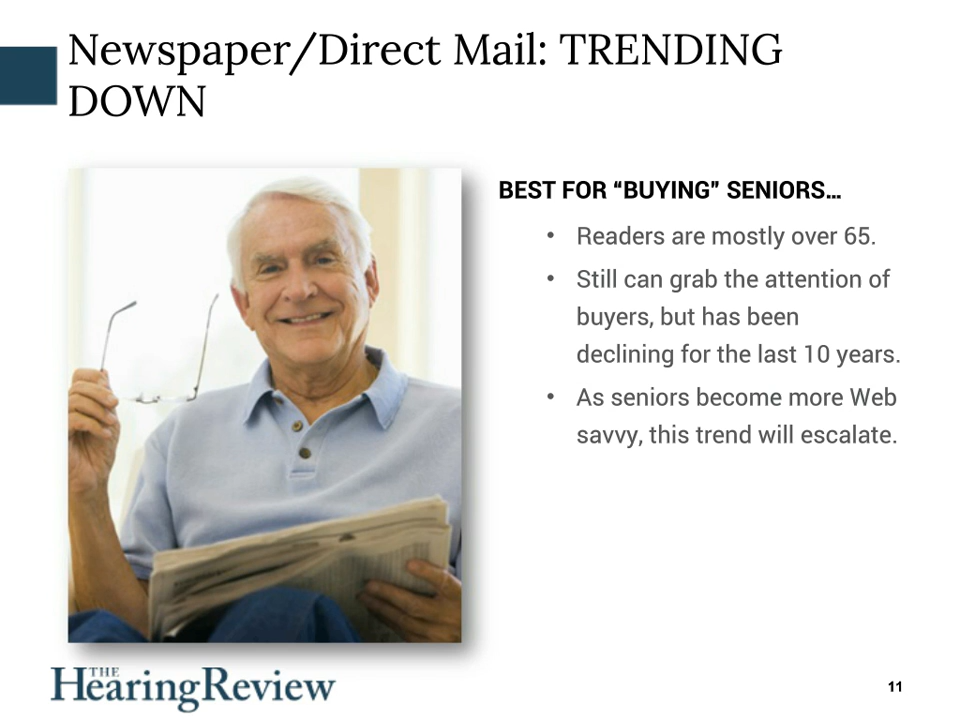 Newspaper/Direct Mail: TRENDING
DOWN
BEST FOR “BUYING” SENIORS…
• Readers are mostly over 65.
• Still can grab the attention of
buyers, but has been
declining for the last 10 years.
• As seniors become more Web
savvy, this trend will escalate.
THE
HearingReview
11